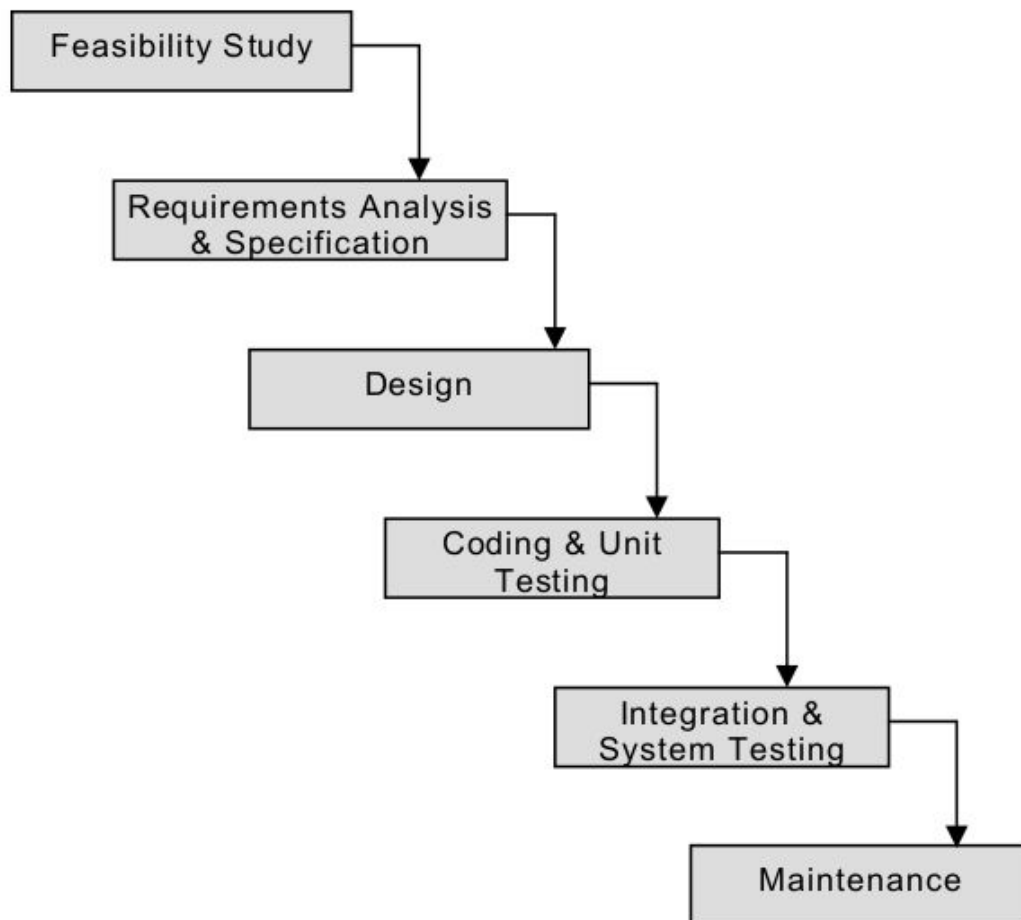 Feasibility Study
Requirements Analysis
& Specification
Design
Coding & Unit
Testing
Integration &
System Testing
Maintenance